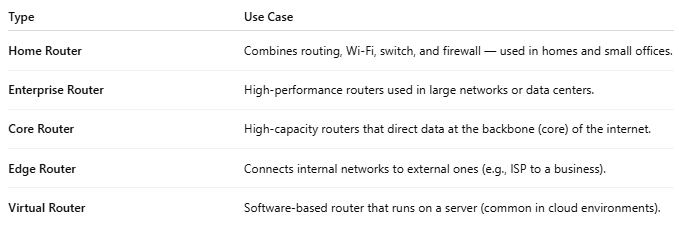 Type Use Case
Home Router Combines routing, Wi-Fi, switch, and firewall — used in homes and small offices.
Enterprise Router High-performance routers used in large networks or data centers.
Core Router High-capacity routers that direct data at the backbone (core) of the internet.
Edge Router Connects internal networks to external ones (e.g., ISP to a business).
Virtual Router Software-based router that runs on a server (common in cloud environments).